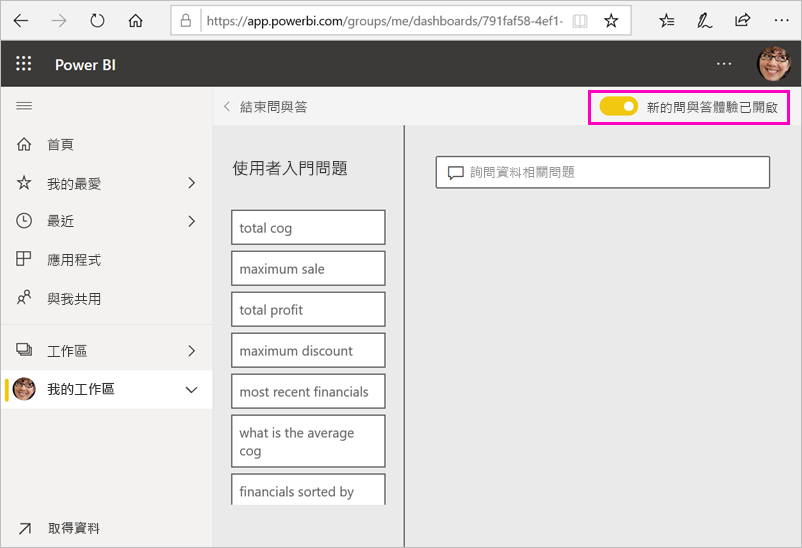 https://app.powerbi.com/groups/me/dashboards/791faf58-4ef1-
Power BI
結束問與答
新的問與答體驗已開啟
首頁
我的最愛
最近
應用程式
與我共用
工作區
我的工作區
取得資料
使用者入門問題
total cog
maximum sale
total profit
maximum discount
most recent financials
what is the average
cog
financials sorted by
詢問資料相關問題